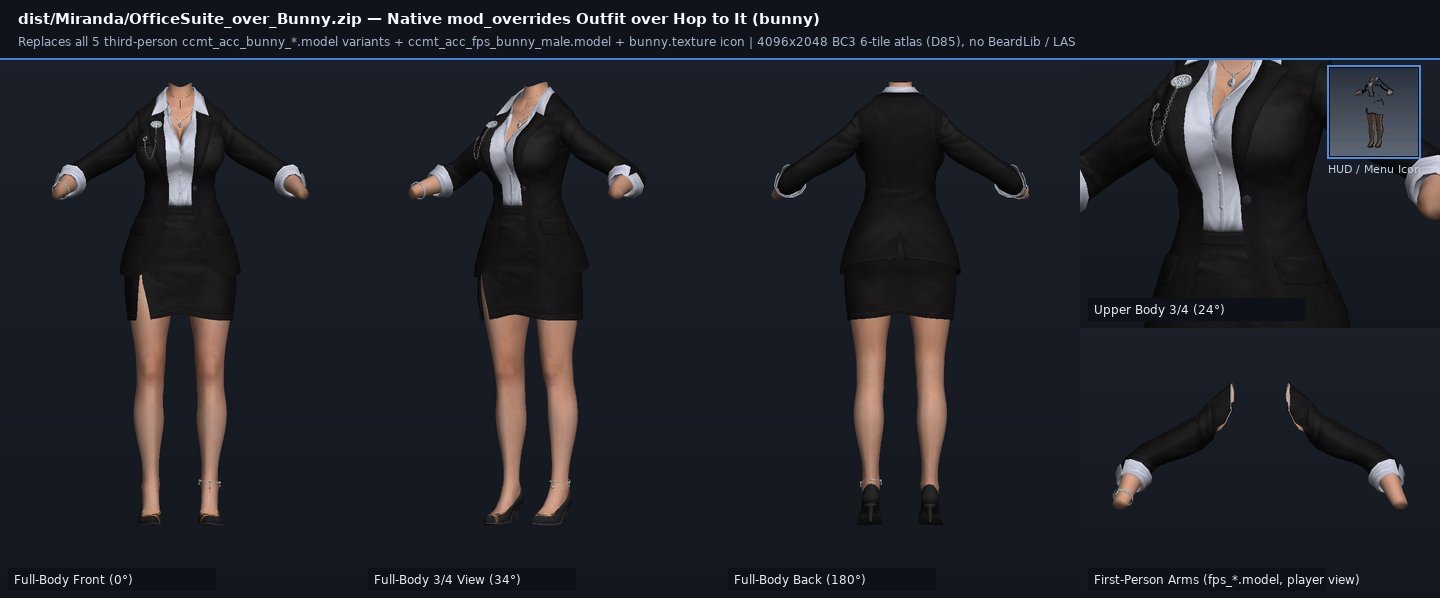 dist/Miranda/OfficeSuite_over_Bunny.zip — Native mod_overrides Outfit over Hop to It (bunny)
Replaces all 5 third-person ccmt_acc_bunny_*.model variants + ccmt_acc_fps_bunny_male.model + bunny.texture icon | 4096x2048 BC3 6-tile atlas (D85), no BeardLib / LAS
HUD / Menu Icon
Upper Body 3/4 (24°)
Full-Body Front (0°)
Full-Body 3/4 View (34°)
Full-Body Back (180°)
First-Person Arms (fps_*.model, player view)